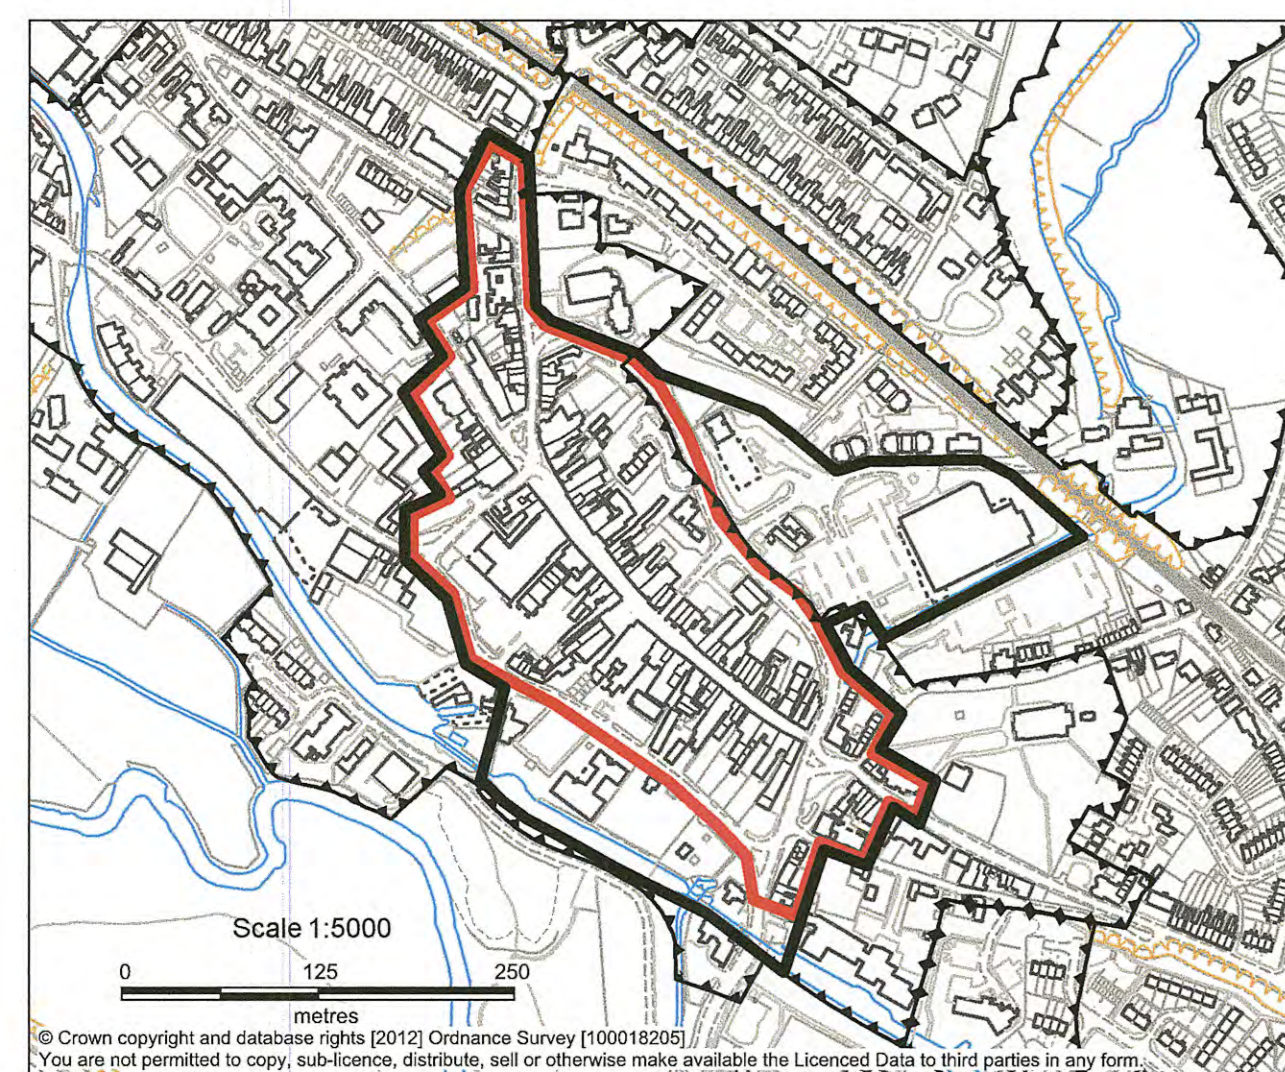 Scale 1:5000
0 125 250
metres
© Crown copyright and database rights [2012] Ordnance Survey [100018205]
You are not permitted to copy, sub-licence, distribute, sell or otherwise make available the Licenced Data to third parties in any form.